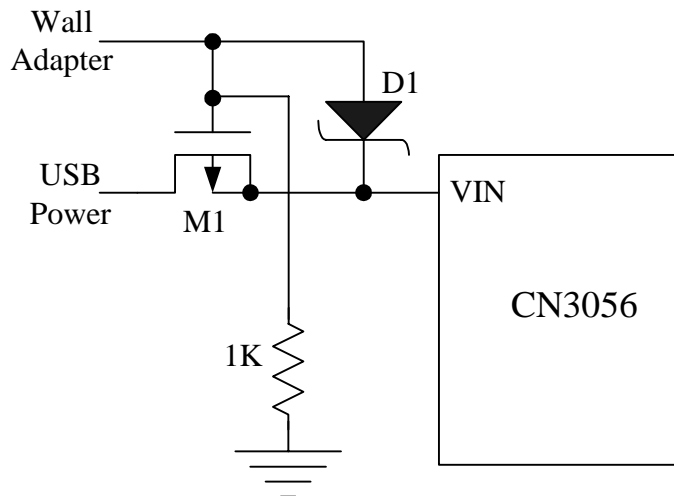 Wall
Adapter
D1
USB
Power
M1
VIN
CN3056
1K